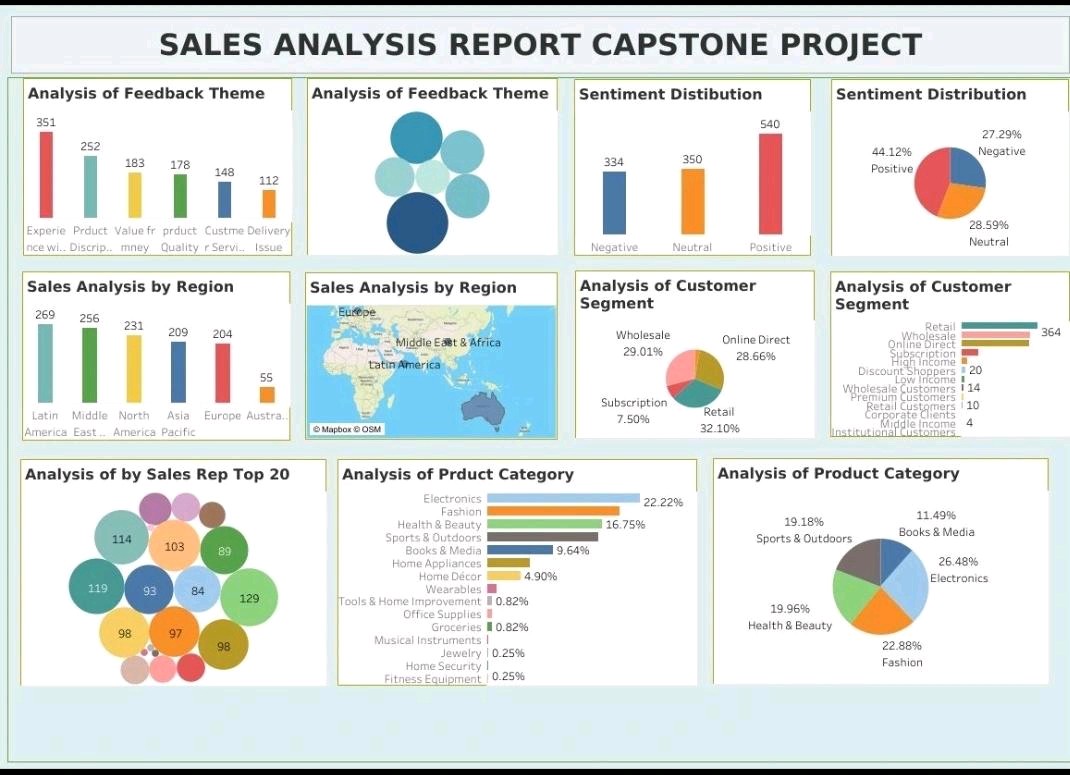 SALES ANALYSIS REPORT CAPSTONE PROJECT
Analysis of Feedback Theme
351
252
183
178
148
112
Experie
nce wi..
Prduct
Discrip..
Value fr
mney
prduct
Quality
Custme
r Servi..
Delivery
Issue
Analysis of Feedback Theme
Sentiment Distibution
334
350
540
Negative
Neutral
Positive
Sentiment Distribution
27.29%
Negative
44.12%
Positive
28.59%
Neutral
Sales Analysis by Region
269
256
231
209
204
55
Latin
America
Middle
East ..
North
America
Asia
Pacific
Europe
Austra..
Sales Analysis by Region
Europe
Middle East & Africa
Latin America
© Mapbox © OSM
Analysis of Customer
Segment
Wholesale
29.01%
Online Direct
28.66%
Subscription
7.50%
Retail
32.10%
Analysis of Customer
Segment
Retail 364
Wholesale
Online Direct
Subscription
High Income
Discount Shoppers 20
Low Income
Wholesale Customers 14
Premium Customers
Retail Customers 10
Corporate Clients
Middle Income 4
Institutional Customers
Analysis of by Sales Rep Top 20
114
103
89
119
93
84
129
98
97
98
Analysis of Prduct Category
Electronics 22.22%
Fashion
Health & Beauty 16.75%
Sports & Outdoors
Books & Media 9.64%
Home Appliances
Home Décor 4.90%
Wearables
Tools & Home Improvement 0.82%
Office Supplies
Groceries 0.82%
Musical Instruments
Jewelry 0.25%
Home Security
Fitness Equipment 0.25%
Analysis of Product Category
11.49%
Books & Media
19.18%
Sports & Outdoors
26.48%
Electronics
19.96%
Health & Beauty
22.88%
Fashion